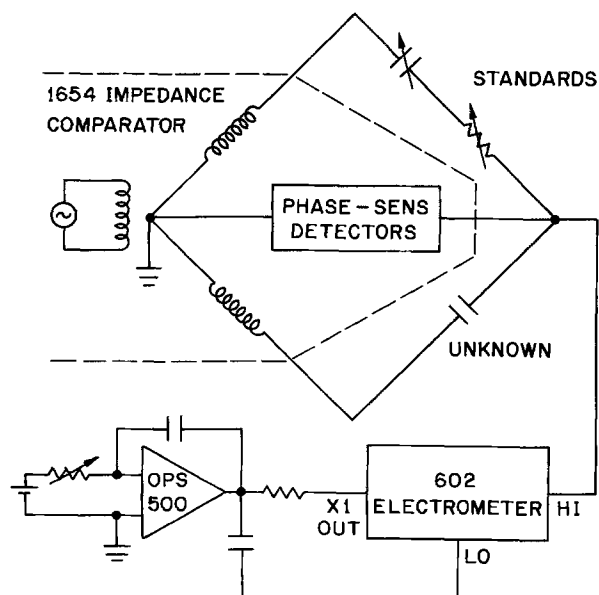 STANDARDS
1654 IMPEDANCE
COMPARATOR
PHASE-SENS
DETECTORS
UNKNOWN
OPS
500
X1
OUT
602
ELECTROMETER
HI
LO